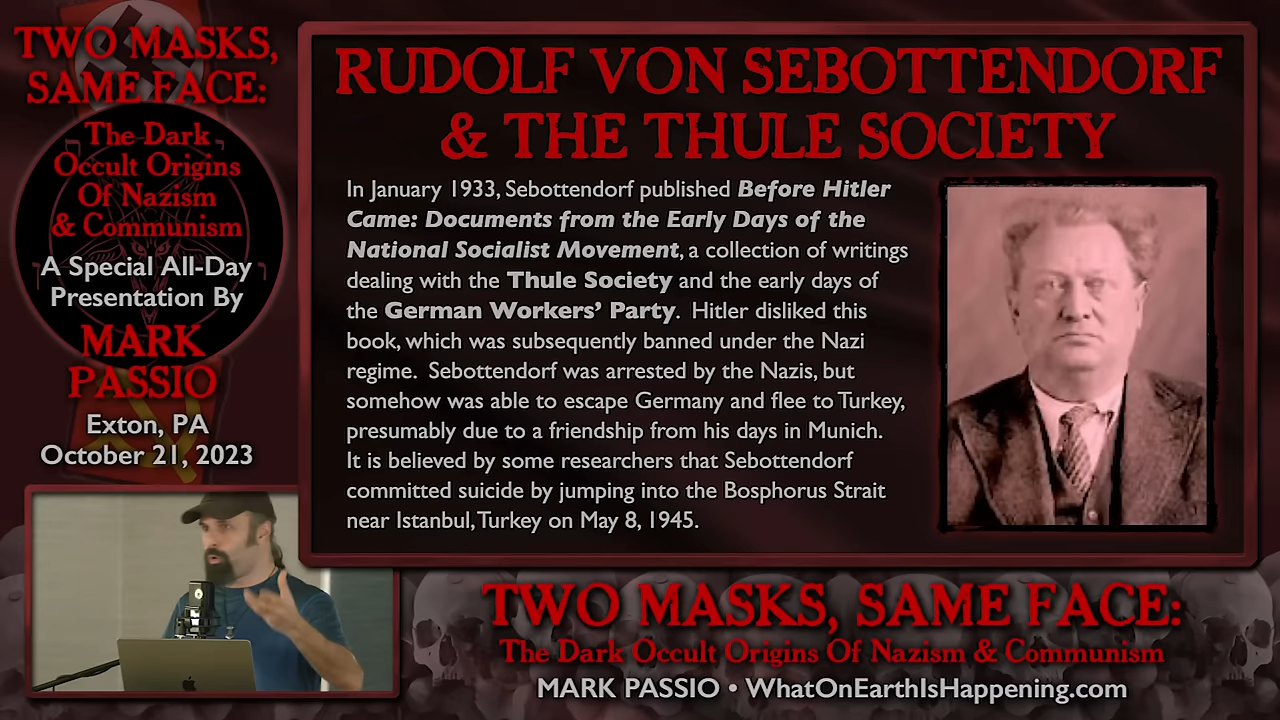 TWO MASKS,
SAME FACE:
The Dark
Occult Origins
Of Nazism
& Communism
A Special All-Day
Presentation By
MARK
PASSIO
Exton, PA
October 21, 2023
RUDOLF VON SEBOTTENDORF
& THE THULE SOCIETY
In January 1933, Sebottendorf published Before Hitler
Came: Documents from the Early Days of the
National Socialist Movement, a collection of writings
dealing with the Thule Society and the early days of
the German Workers’ Party. Hitler disliked this
book, which was subsequently banned under the Nazi
regime. Sebottendorf was arrested by the Nazis, but
somehow was able to escape Germany and flee to Turkey,
presumably due to a friendship from his days in Munich.
It is believed by some researchers that Sebottendorf
committed suicide by jumping into the Bosphorus Strait
near Istanbul, Turkey on May 8, 1945.
TWO MASKS, SAME FACE:
The Dark Occult Origins Of Nazism & Communism
MARK PASSIO • WhatOnEarthIsHappening.com